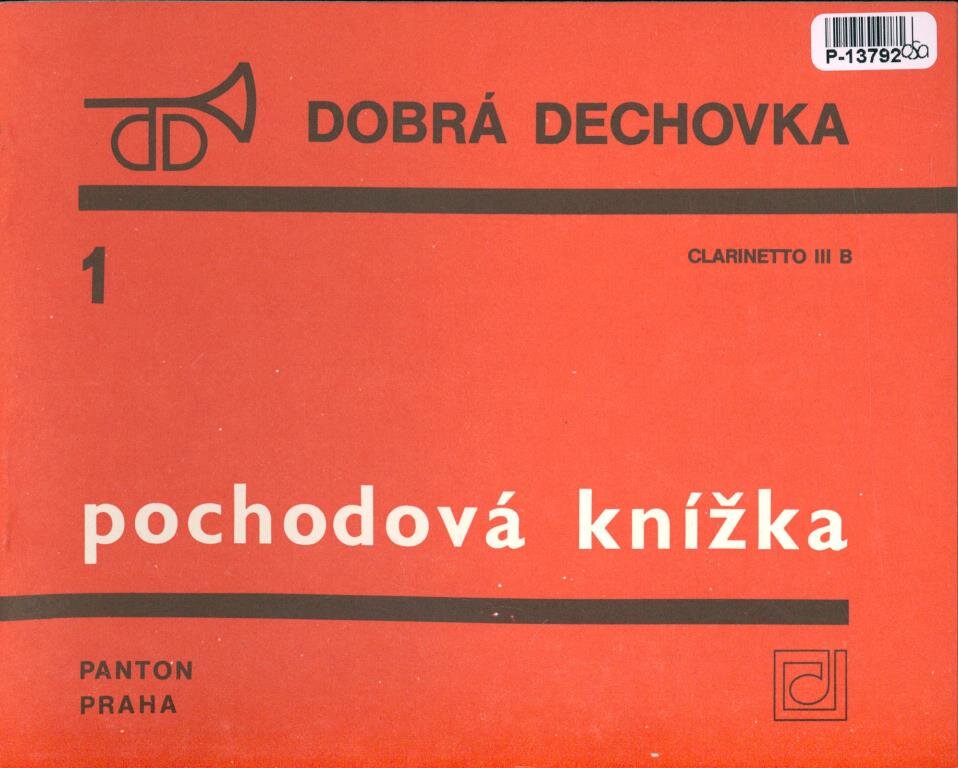 P-13792
DOBRÁ DECHOVKA
1
CLARINETTO III B
pochodová knížka
PANTON
PRAHA